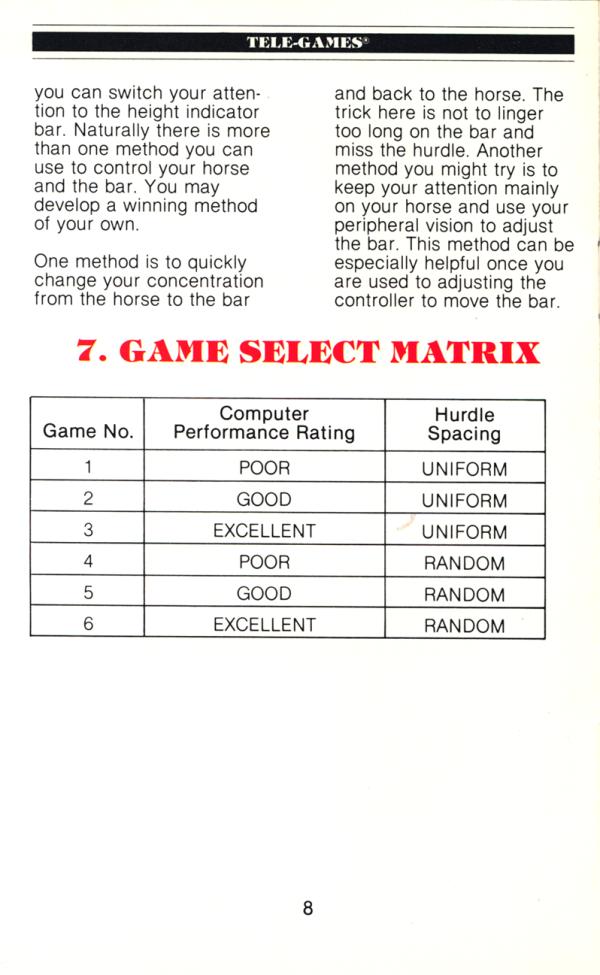 TELE-GAMES®
you can switch your atten-
tion to the height indicator
bar. Naturally there is more
than one method you can
use to control your horse
and the bar. You may
develop a winning method
of your own.
One method is to quickly
change your concentration
from the horse to the bar
and back to the horse. The
trick here is not to linger
too long on the bar and
miss the hurdle. Another
method you might try is to
keep your attention mainly
on your horse and use your
peripheral vision to adjust
the bar. This method can be
especially helpful once you
are used to adjusting the
controller to move the bar.
7. GAME SELECT MATRIX
Game No. Computer Performance Rating Hurdle Spacing
1 POOR UNIFORM
2 GOOD UNIFORM
3 EXCELLENT UNIFORM
4 POOR RANDOM
5 GOOD RANDOM
6 EXCELLENT RANDOM
8